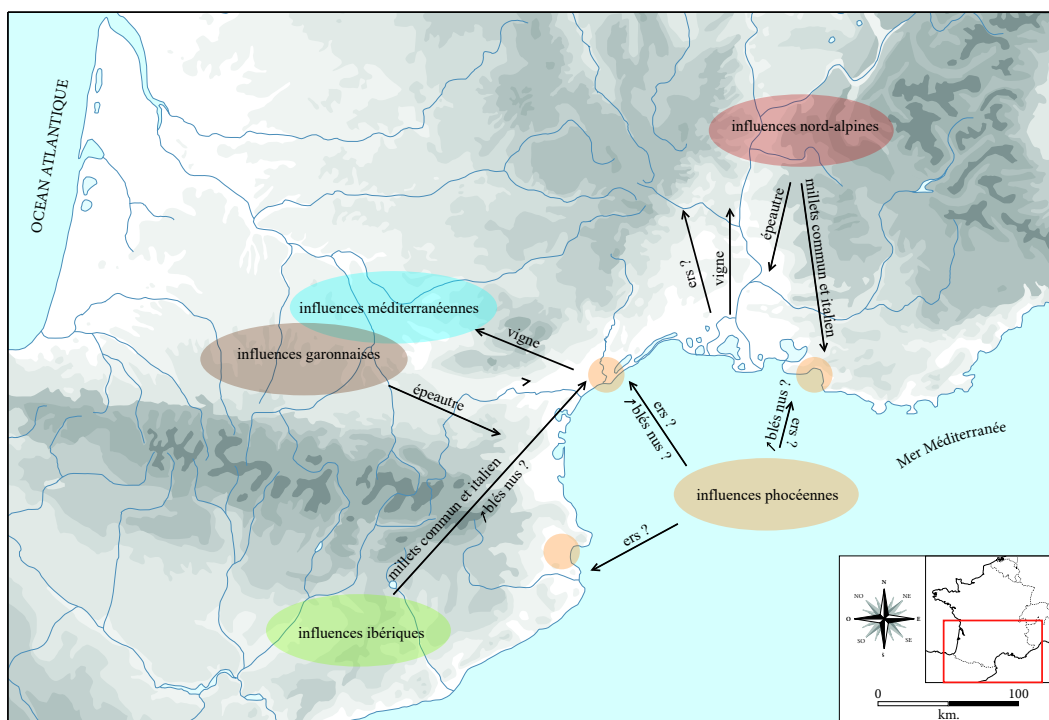 OCEAN ATLANTIQUE
influences nord-alpines
épeautre
millets commun et italien
ers ?
vigne
influences méditerranéennes
influences garonnaises
vigne
épeautre
ers ?
↗blés nus ?
↗blés nus ?
ers ?
Mer Méditerranée
millets commun et italien
↗blés nus ?
influences phocéennes
ers ?
influences ibériques
N
NO
NE
O
E
SO
SE
S
0
100
km.